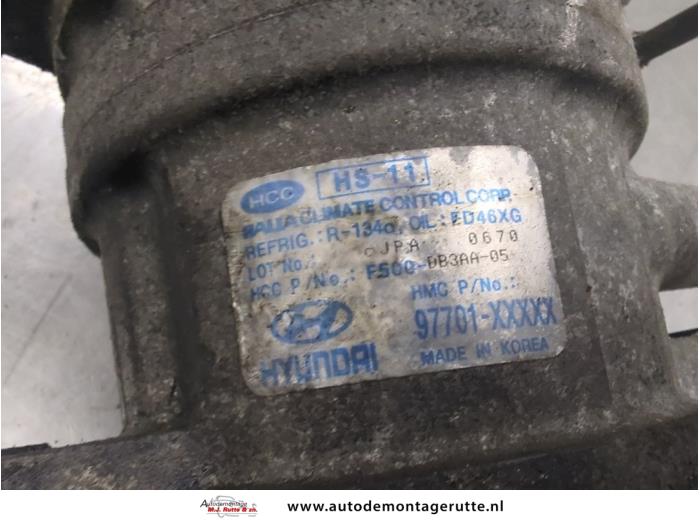 HCC HS-11
HALLA CLIMATE CONTROL CORP.
REFRIG.: R-134a, OIL: FD46XG
LOT No.: JPA 0670
HCC P/No.: F500-DB3AA-05
HMC P/No.:
97701-XXXXX
HYUNDAI MADE IN KOREA
Autodemontage
M.J. Rutte & zn.
www.autodemontagerutte.nl